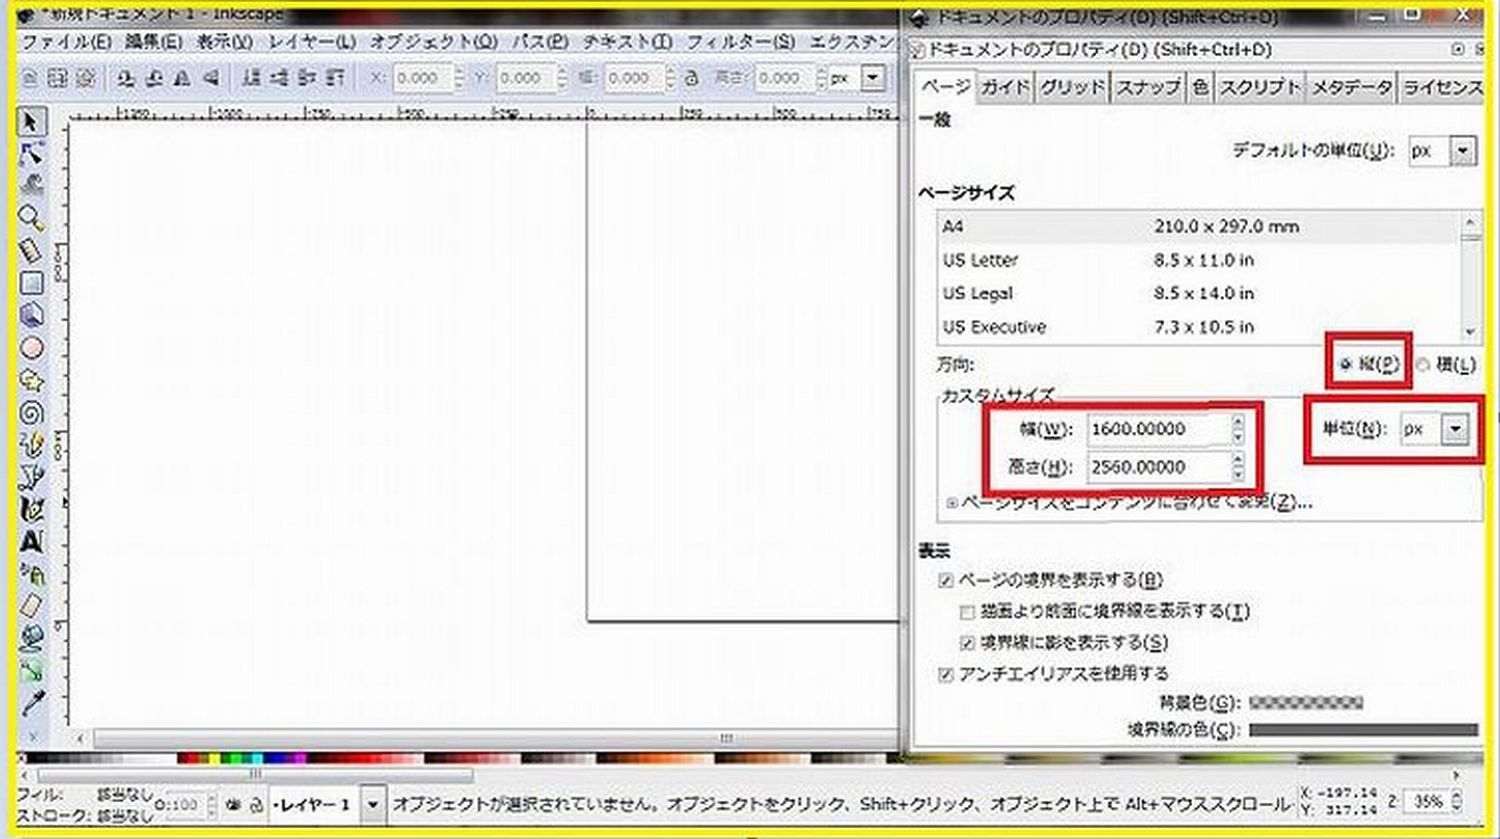 *新規ドキュメント 1 - Inkscape
ファイル(E) 編集(E) 表示(V) レイヤー(L) オブジェクト(O) パス(P) テキスト(T) フィルター(S) エクステン
X: 0.000 Y: 0.000 幅: 0.000 高さ: 0.000 px
ドキュメントのプロパティ(D) (Shift+Ctrl+D)
ドキュメントのプロパティ(D) (Shift+Ctrl+D)
ページ ガイド グリッド スナップ 色 スクリプト メタデータ ライセンス
一般
デフォルトの単位(U): px
ページサイズ
A4 210.0 x 297.0 mm
US Letter 8.5 x 11.0 in
US Legal 8.5 x 14.0 in
US Executive 7.3 x 10.5 in
方向: 縦(P) 横(L)
カスタムサイズ
幅(W): 1600.00000 単位(N): px
高さ(H): 2560.00000
ページサイズをコンテンツに合わせて変更(Z)...
表示
ページの境界を表示する(B)
描画より前面に境界線を表示する(T)
境界線に影を表示する(S)
アンチエイリアスを使用する
背景色(G):
境界線の色(C):
フィル: 該当なし
ストローク: 該当なし
O: 100 •レイヤー 1 オブジェクトが選択されていません。オブジェクトをクリック、Shift+クリック、オブジェクト上で Alt+マウススクロール
X: -197.14
Y: 317.14
Z: 35%